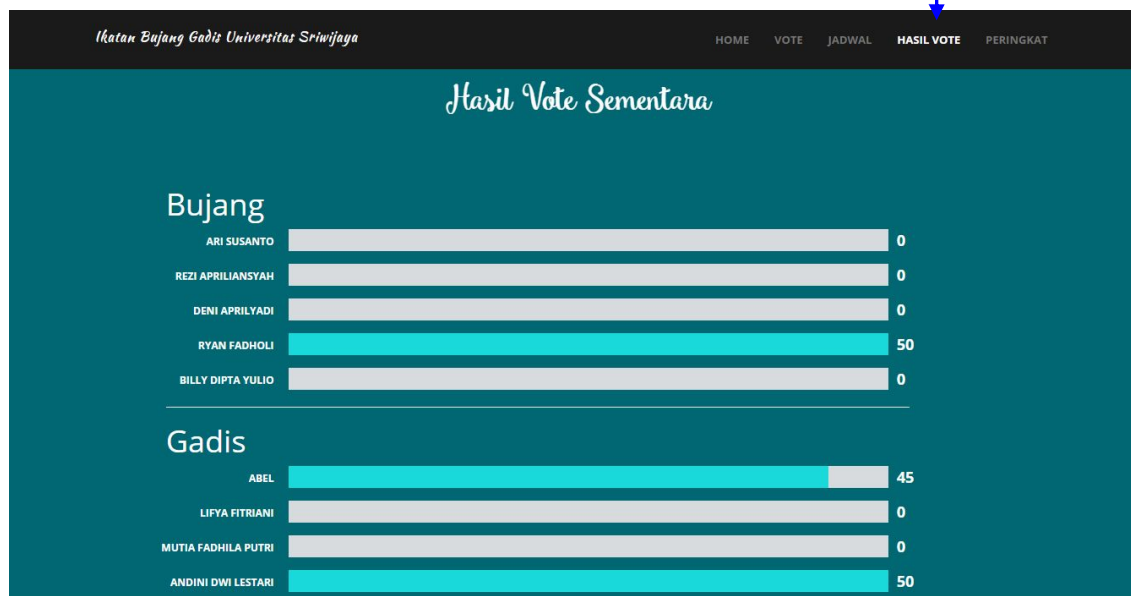 Ikatan Bujang Gadis Universitas Sriwijaya
HOME VOTE JADWAL HASIL VOTE PERINGKAT
Hasil Vote Sementara
Bujang
ARI SUSANTO 0
REZI APRILIANSYAH 0
DENI APRILYADI 0
RYAN FADHOLI 50
BILLY DIPTA YULIO 0
Gadis
ABEL 45
LIFYA FITRIANI 0
MUTIA FADHILA PUTRI 0
ANDINI DWI LESTARI 50